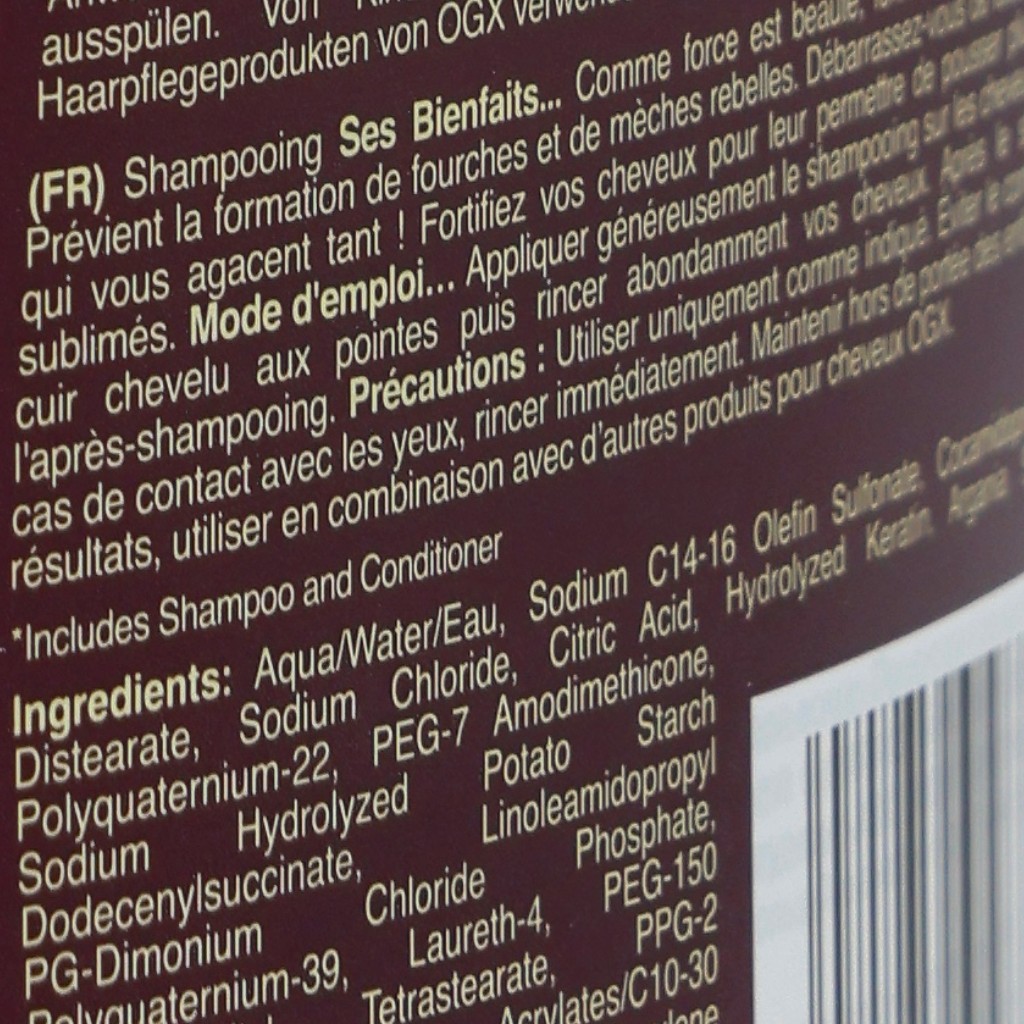 ausspülen. von
Haarpflegeprodukten von OGX
(FR) Shampooing Ses Bienfaits... Comme force est beauté,
Prévient la formation de fourches et de mèches rebelles. Débarrassez-vous
qui vous agacent tant ! Fortifiez vos cheveux pour leur permettre de pousser
sublimés. Mode d'emploi... Appliquer généreusement le shampooing sur les
cuir chevelu aux pointes puis rincer abondamment vos cheveux. Après le
l'après-shampooing. Précautions : Utiliser uniquement comme indiqué. Éviter le
cas de contact avec les yeux, rincer immédiatement. Maintenir hors de portée des
résultats, utiliser en combinaison avec d'autres produits pour cheveux OGX.
*Includes Shampoo and Conditioner
Ingredients: Aqua/Water/Eau, Sodium C14-16 Olefin Sulfonate,
Distearate, Sodium Chloride, Citric Acid, Hydrolyzed Keratin,
Polyquaternium-22, PEG-7 Amodimethicone,
Sodium Hydrolyzed Potato Starch
Dodecenylsuccinate, Linoleamidopropyl
PG-Dimonium Chloride Phosphate,
Polyquaternium-39, Laureth-4, PEG-150
Tetrastearate, PPG-2
Acrylates/C10-30